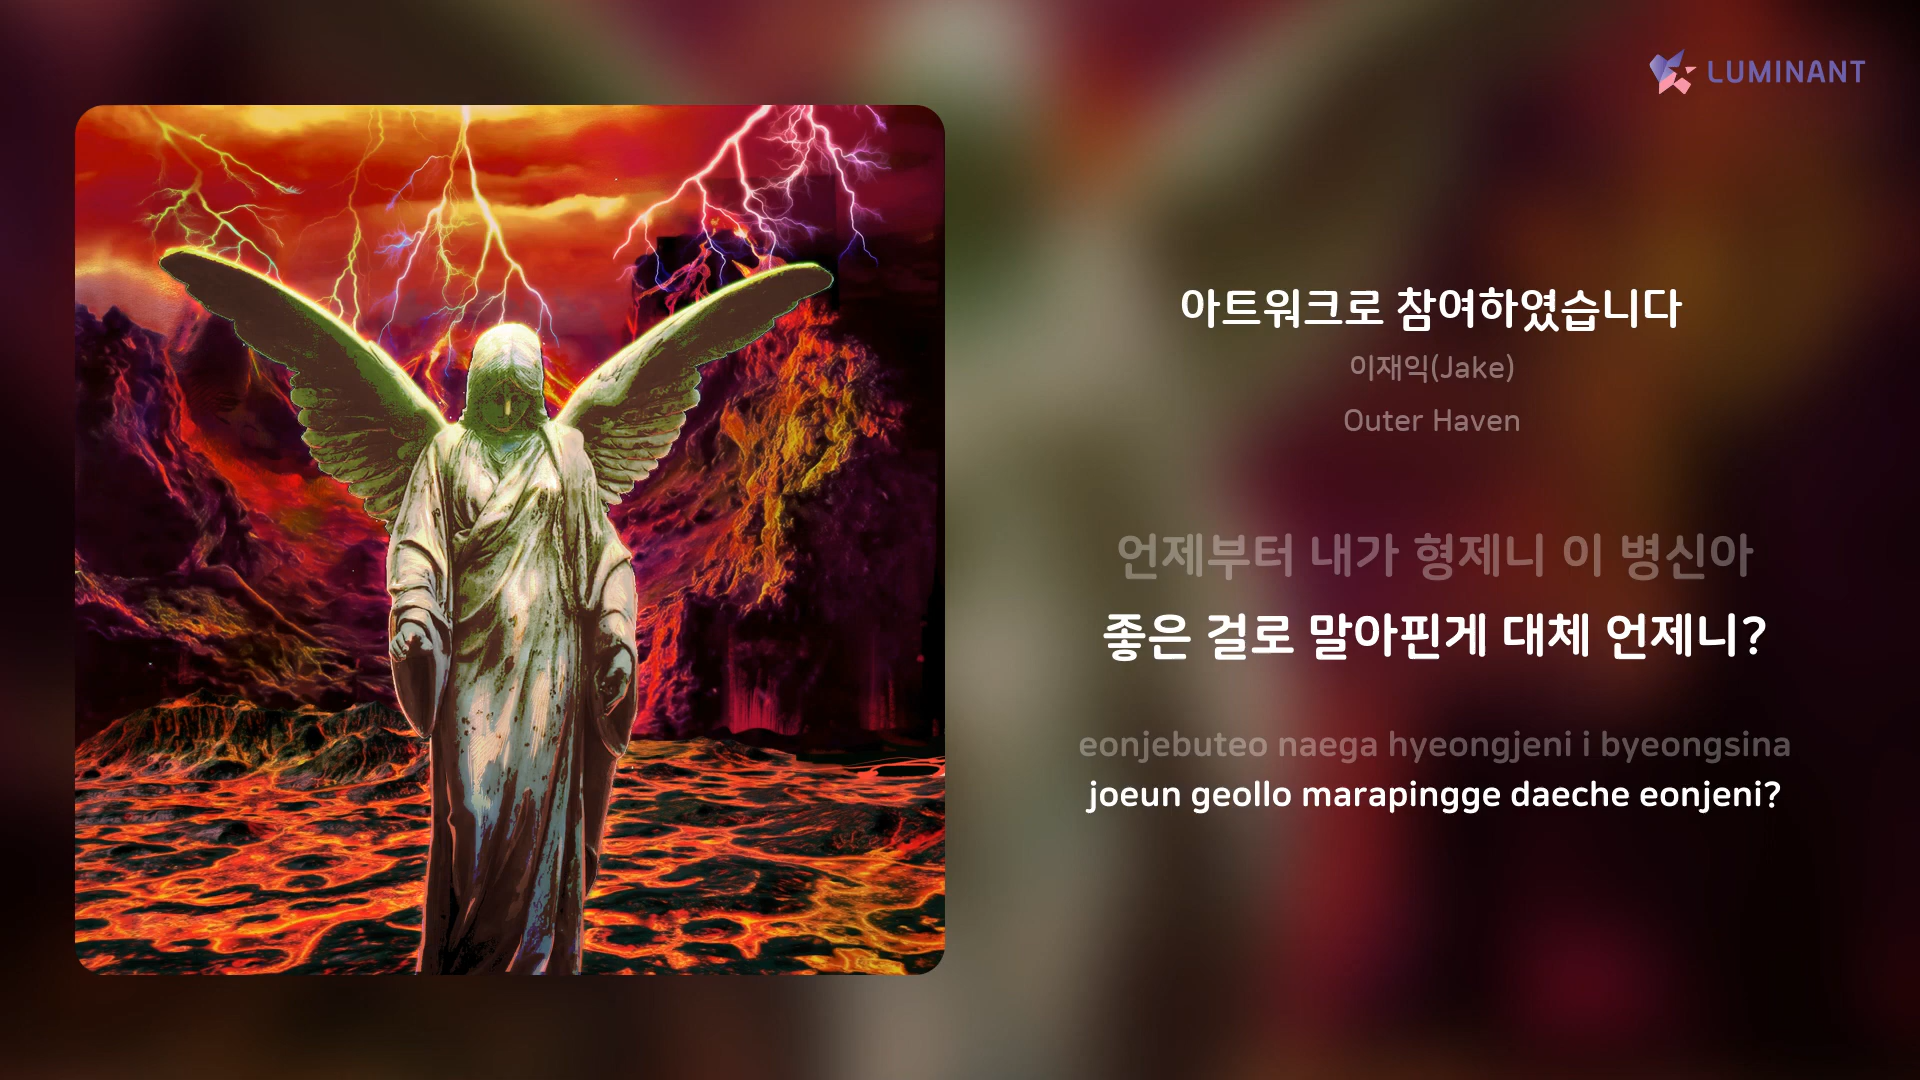 LUMINANT
아트워크로 참여하였습니다
이재익(Jake)
Outer Haven
언제부터 내가 형제니 이 병신아
좋은 걸로 말아핀게 대체 언제니?
eonjebuteo naega hyeongjeni i byeongsina
joeun geollo marapingge daeche eonjeni?